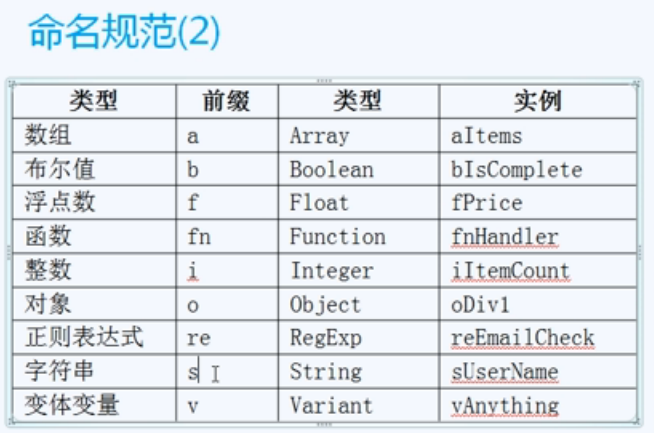 命名规范(2)
类型 前缀 类型 实例
数组 a Array aItems
布尔值 b Boolean bIsComplete
浮点数 f Float fPrice
函数 fn Function fnHandler
整数 i Integer iItemCount
对象 o Object oDiv1
正则表达式 re RegExp reEmailCheck
字符串 s String sUserName
变体变量 v Variant vAnything